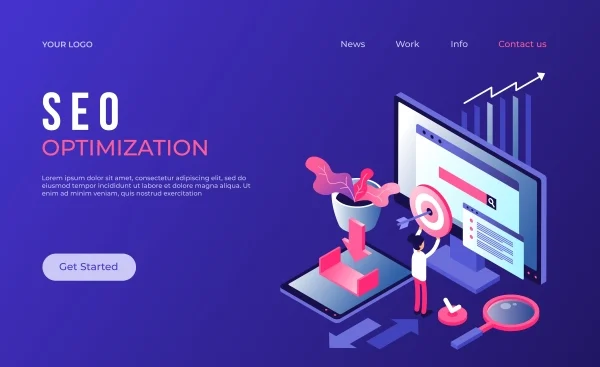 YOUR LOGO
News
Work
Info
Contact us
SEO
OPTIMIZATION
Lorem ipsum dolor sit amet, consectetur adipiscing elit, sed do
eiusmod tempor incididunt ut labore et dolore magna aliqua. Ut
enim ad minim veniam, quis nostrud exercitation
Get Started